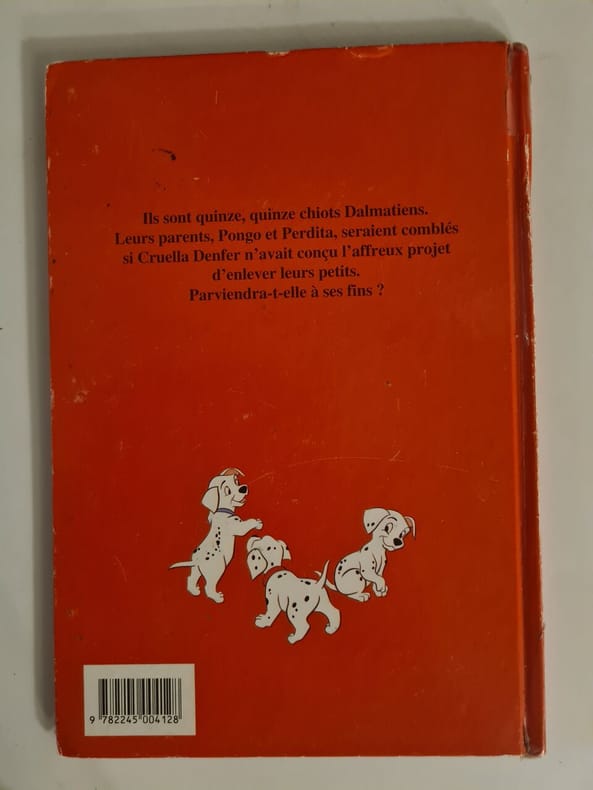 Ils sont quinze, quinze chiots Dalmatiens.
Leurs parents, Pongo et Perdita, seraient comblés
si Cruella Denfer n'avait conçu l'affreux projet
d'enlever leurs petits.
Parviendra-t-elle à ses fins ?
9 782245 004128